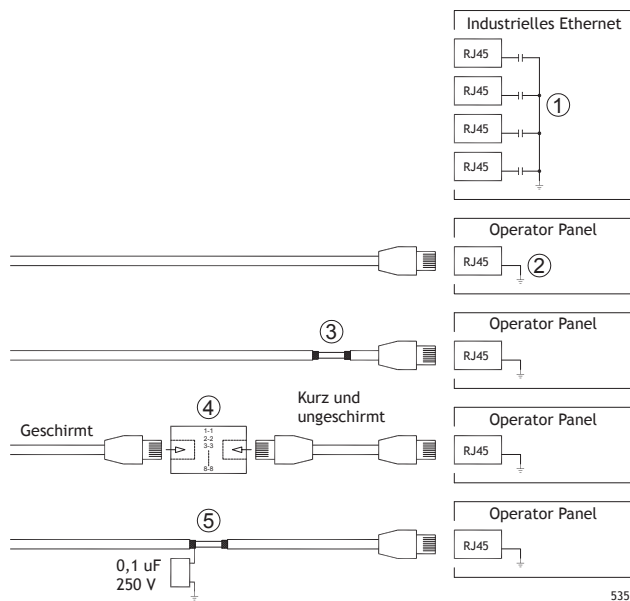 Industrielles Ethernet
RJ45
RJ45
RJ45
RJ45
1
Operator Panel
RJ45
2
Operator Panel
3
RJ45
Operator Panel
4
Kurz und
ungeschirmt
Geschirmt
1-1
2-2
3-3
8-8
RJ45
Operator Panel
5
RJ45
0,1 uF
250 V
535